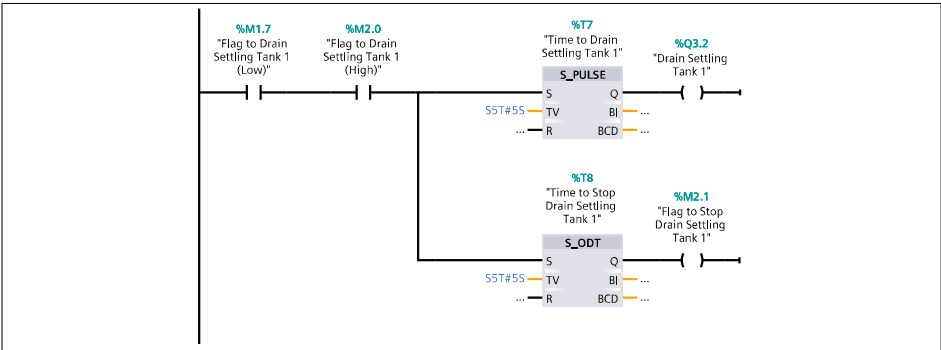 %M1.7
"Flag to Drain
Settling Tank 1
(Low)"
%M2.0
"Flag to Drain
Settling Tank 1
(High)"
%T7
"Time to Drain
Settling Tank 1"
S_PULSE
S
Q
S5T#5S
TV
BI
...
...
R
BCD
...
%Q3.2
"Drain Settling
Tank 1"
%T8
"Time to Stop
Drain Settling
Tank 1"
S_ODT
S
Q
S5T#5S
TV
BI
...
...
R
BCD
...
%M2.1
"Flag to Stop
Drain Settling
Tank 1"